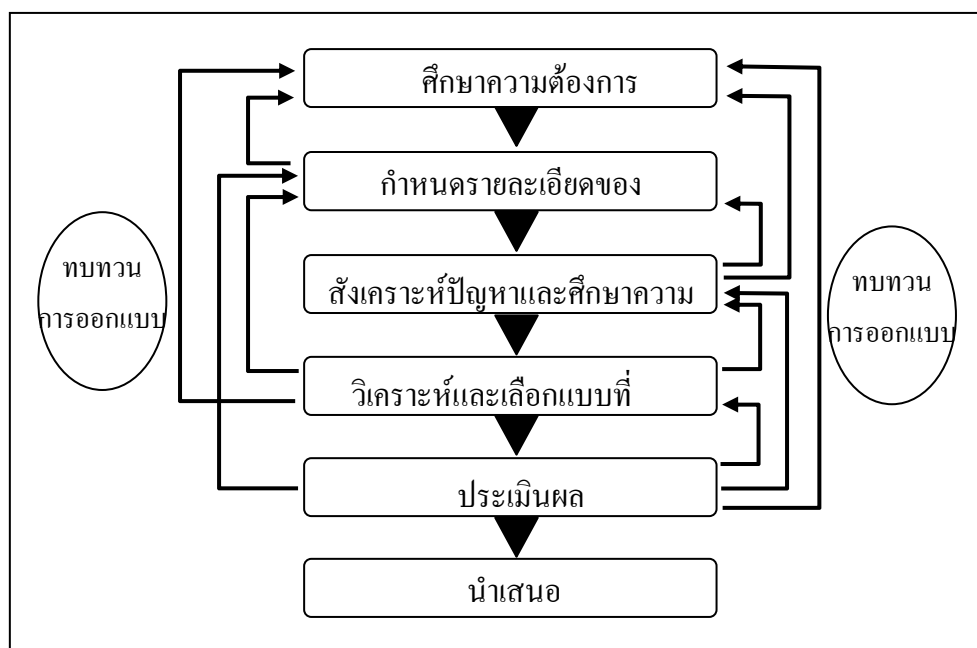 ศึกษาความต้องการ
กำหนดรายละเอียดของ
สังเคราะห์ปัญหาและศึกษาความ
วิเคราะห์และเลือกแบบที่
ประเมินผล
นำเสนอ
ทบทวน
การออกแบบ
ทบทวน
การออกแบบ